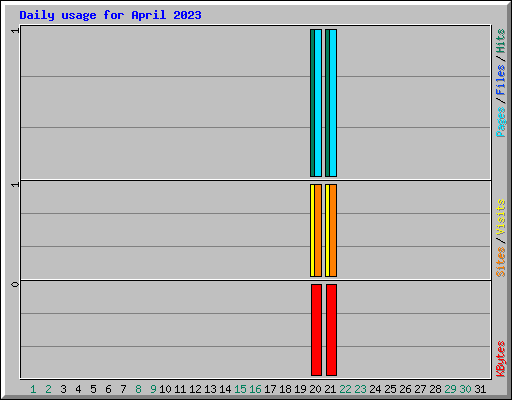 Daily usage for April 2023
1
Pages / Files / Hits
1
Sites / Visits
0
KBytes
1 2 3 4 5 6 7 8 9 10 11 12 13 14 15 16 17 18 19 20 21 22 23 24 25 26 27 28 29 30 31